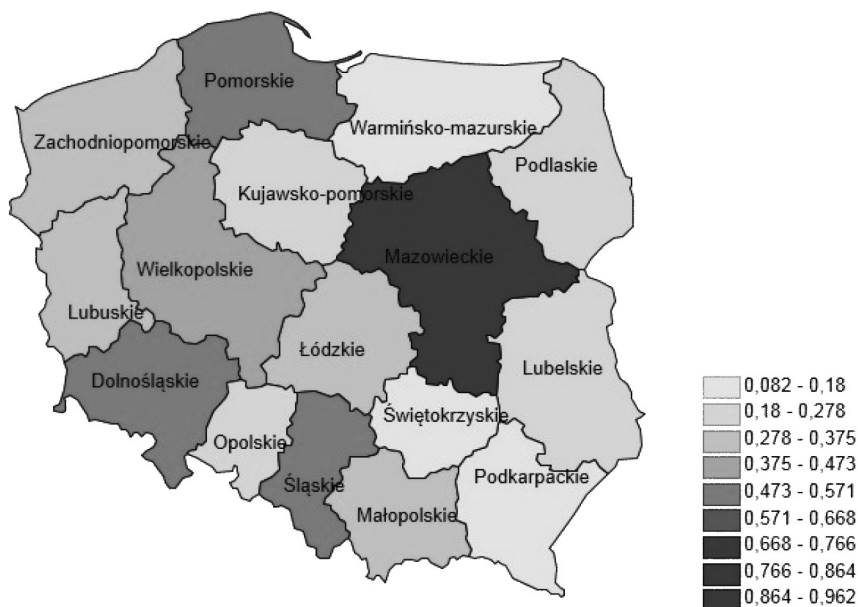 Pomorskie
Warmińsko-mazurskie
Zachodniopomorskie
Podlaskie
Kujawsko-pomorskie
Mazowieckie
Wielkopolskie
Lubuskie
Łódzkie
Lubelskie
Dolnośląskie
Świętokrzyskie
Opolskie
Podkarpackie
Śląskie
Małopolskie
0,082 - 0,18
0,18 - 0,278
0,278 - 0,375
0,375 - 0,473
0,473 - 0,571
0,571 - 0,668
0,668 - 0,766
0,766 - 0,864
0,864 - 0,962